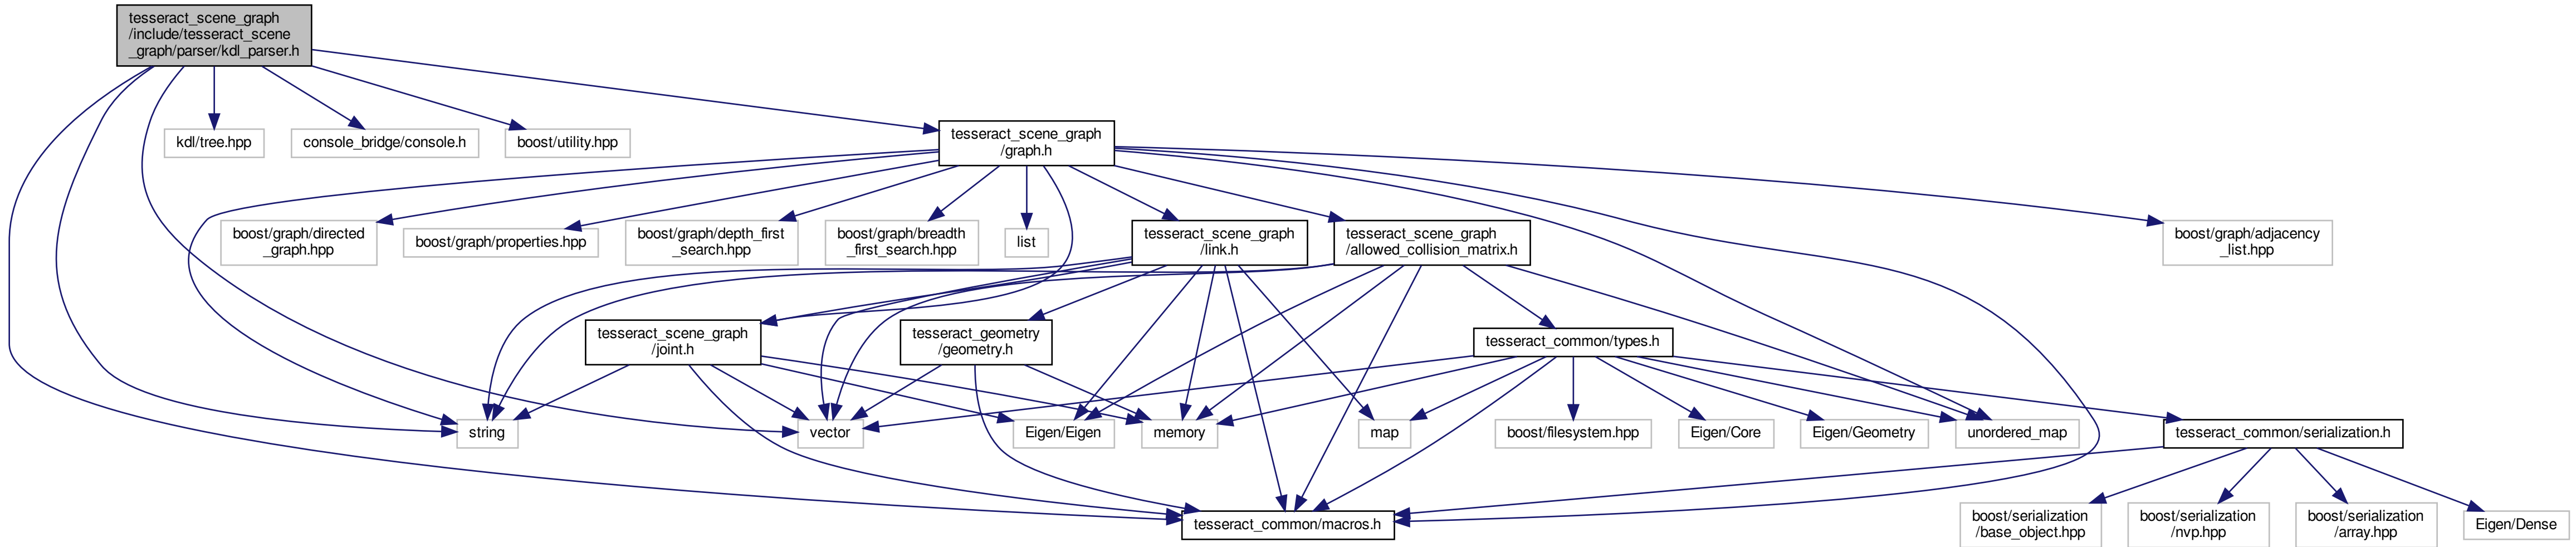 tesseract_scene_graph
/include/tesseract_scene
_graph/parser/kdl_parser.h
kdl/tree.hpp
console_bridge/console.h
boost/utility.hpp
tesseract_scene_graph
/graph.h
boost/graph/directed
_graph.hpp
boost/graph/properties.hpp
boost/graph/depth_first
_search.hpp
boost/graph/breadth
_first_search.hpp
list
tesseract_scene_graph
/link.h
tesseract_scene_graph
/allowed_collision_matrix.h
boost/graph/adjacency
_list.hpp
tesseract_scene_graph
/joint.h
tesseract_geometry
/geometry.h
tesseract_common/types.h
string
vector
Eigen/Eigen
memory
map
boost/filesystem.hpp
Eigen/Core
Eigen/Geometry
unordered_map
tesseract_common/serialization.h
tesseract_common/macros.h
boost/serialization
/base_object.hpp
boost/serialization
/nvp.hpp
boost/serialization
/array.hpp
Eigen/Dense